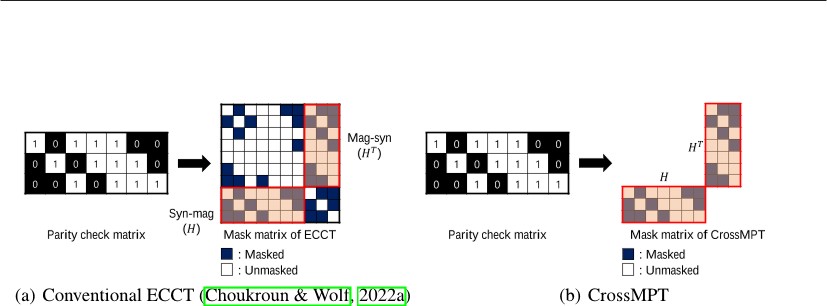 1 0 1 1 1 0 0
0 1 0 1 1 1 0
0 0 1 0 1 1 1
Parity check matrix
Mag-syn
(H^T)
Syn-mag
(H)
Mask matrix of ECCT
: Masked
: Unmasked
(a) Conventional ECCT (Choukroun & Wolf, 2022a)
1 0 1 1 1 0 0
0 1 0 1 1 1 0
0 0 1 0 1 1 1
Parity check matrix
H^T
H
Mask matrix of CrossMPT
: Masked
: Unmasked
(b) CrossMPT